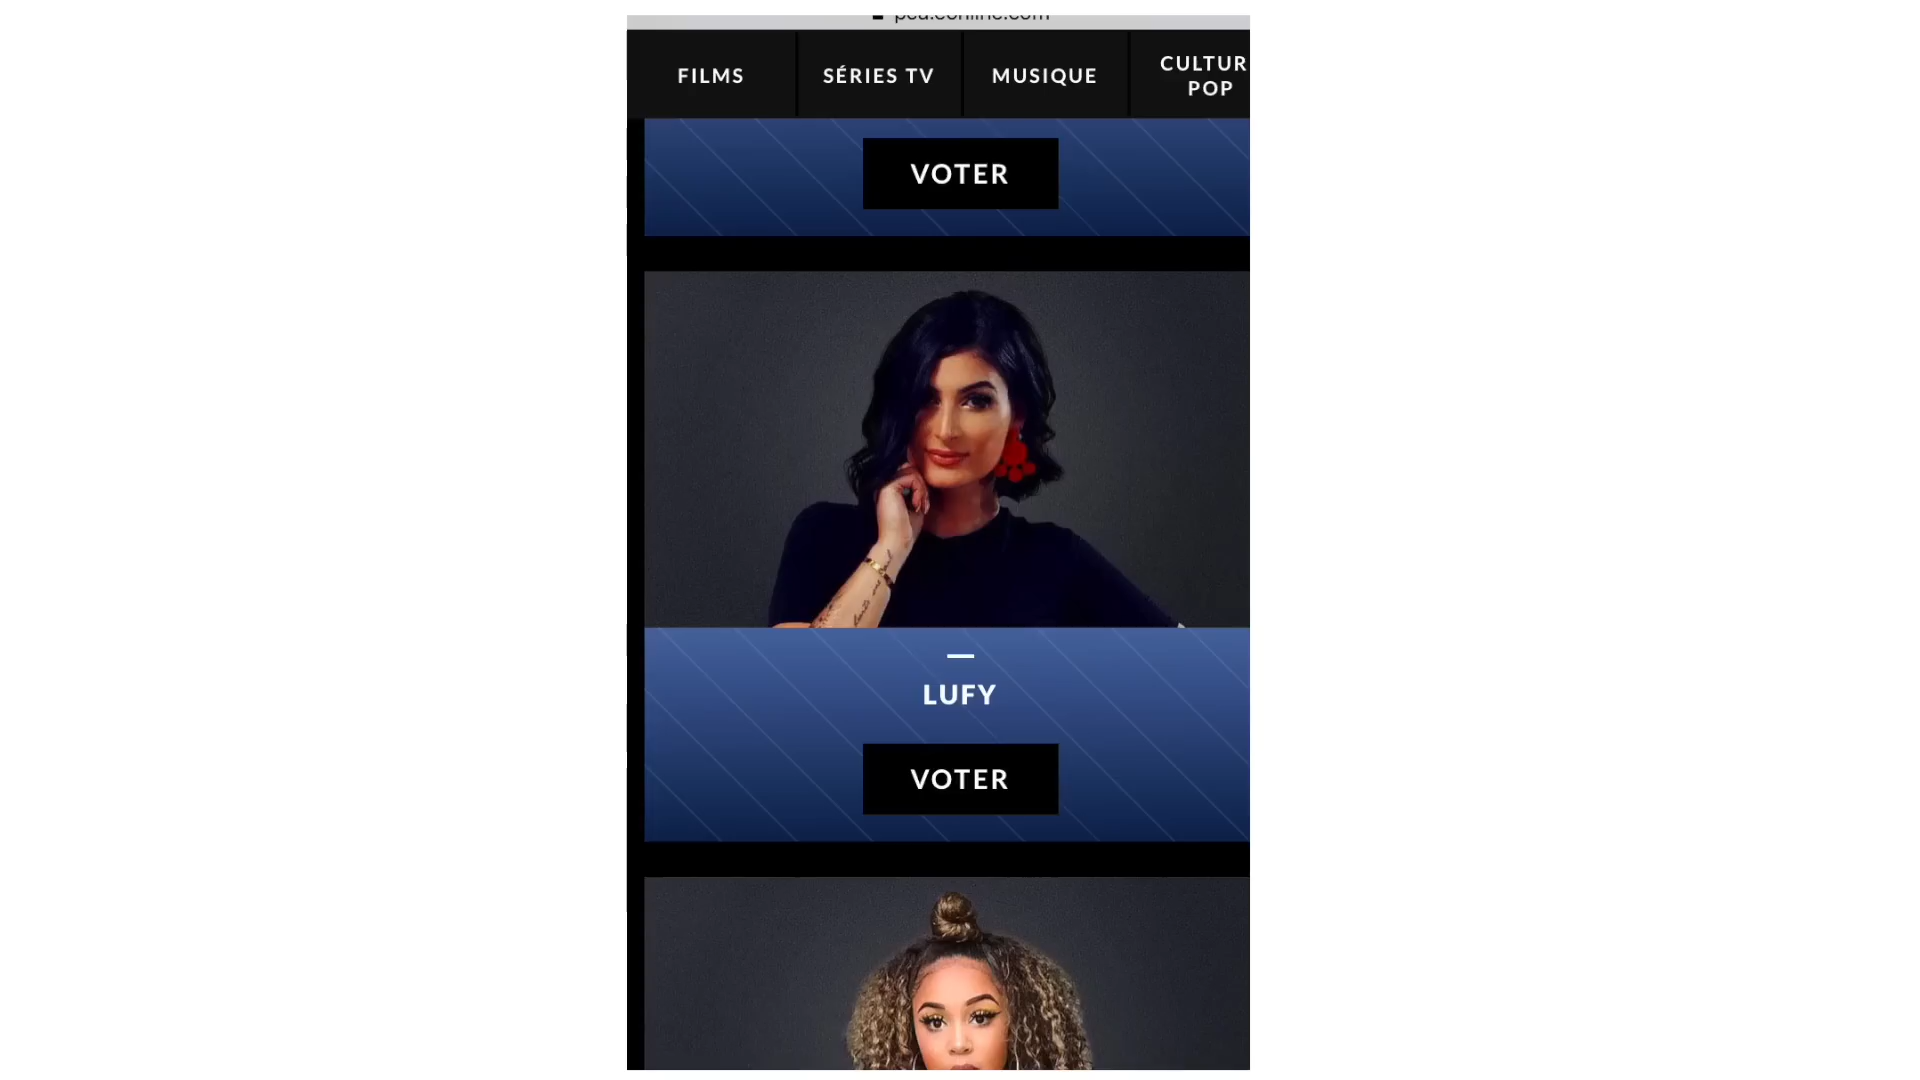 FILMS
SÉRIES TV
MUSIQUE
CULTUR
POP
VOTER
LUFY
VOTER